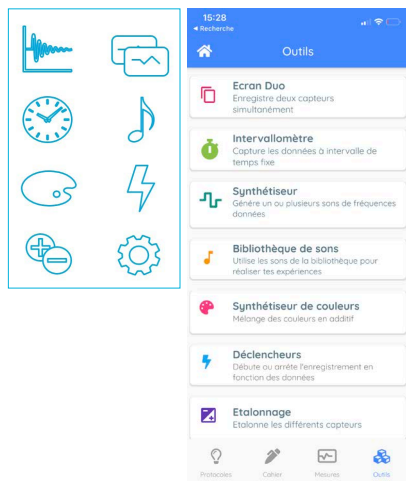 15:28
◀ Recherche
Outils
Ecran Duo
Enregistre deux capteurs
simultanément
Intervallomètre
Capture les données à intervalle de
temps fixe
Synthétiseur
Génère un ou plusieurs sons de fréquences
données
Bibliothèque de sons
Utilise les sons de la bibliothèque pour
réaliser tes expériences
Synthétiseur de couleurs
Mélange des couleurs en additif
Déclencheurs
Débute ou arrête l'enregistrement en
fonction des données
Etalonnage
Etalonne les différents capteurs
Protocoles Cahier Mesures Outils